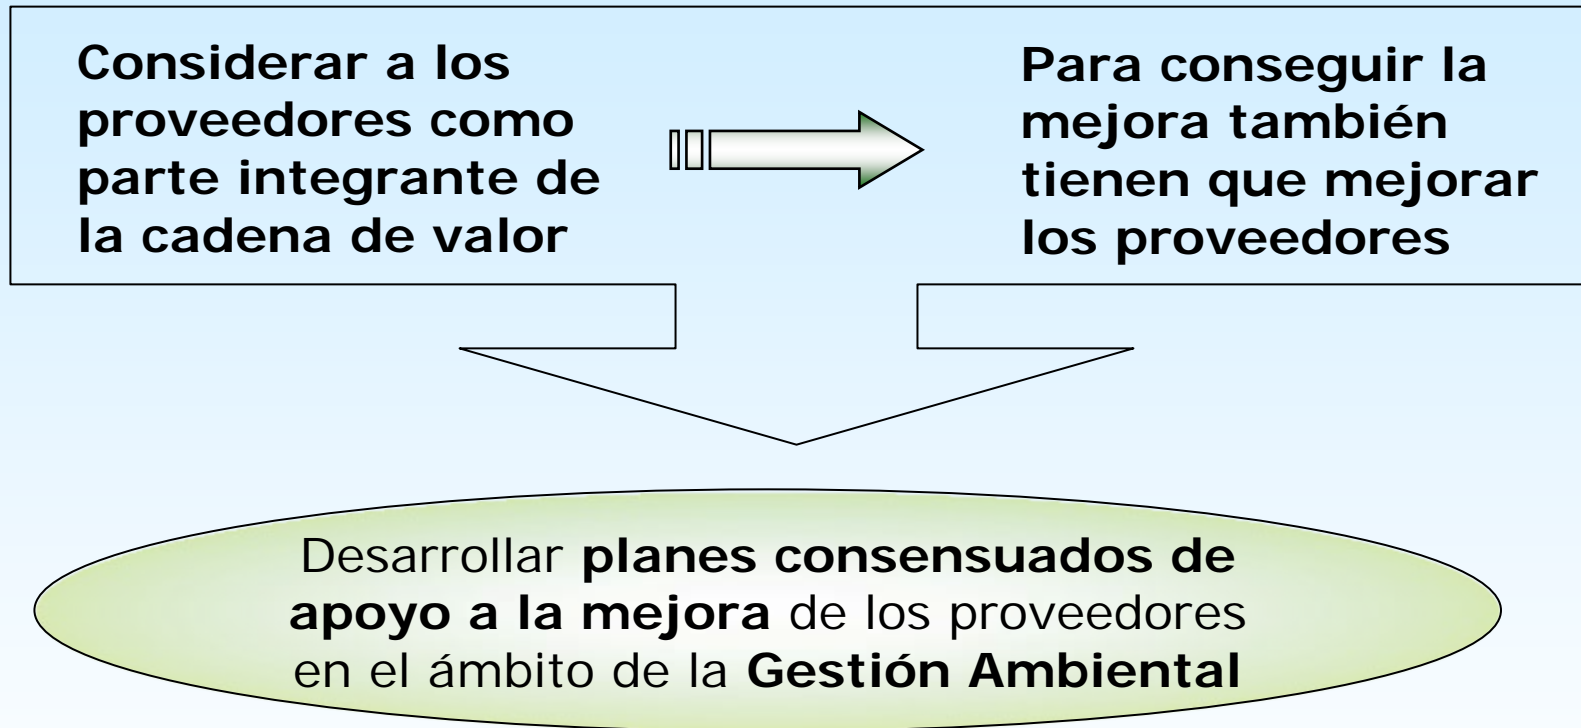 Considerar a los
proveedores como
parte integrante de
la cadena de valor
Para conseguir la
mejora también
tienen que mejorar
los proveedores
Desarrollar planes consensuados de
apoyo a la mejora de los proveedores
en el ámbito de la Gestión Ambiental